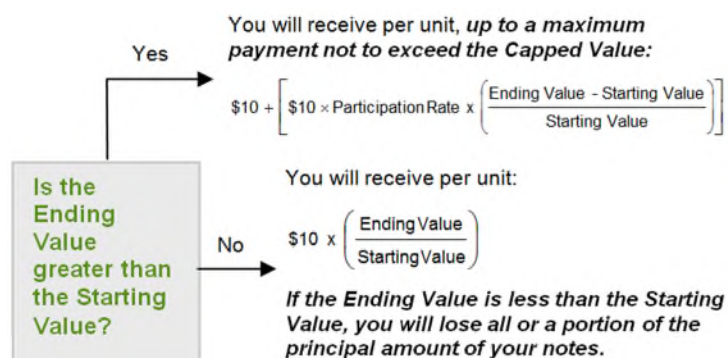 You will receive per unit, up to a maximum
payment not to exceed the Capped Value:
Yes
$10 + [ $10 × Participation Rate x ( Ending Value - Starting Value / Starting Value ) ]
Is the
Ending
Value
greater than
the Starting
Value?
No
You will receive per unit:
$10 x ( Ending Value / Starting Value )
If the Ending Value is less than the Starting
Value, you will lose all or a portion of the
principal amount of your notes.